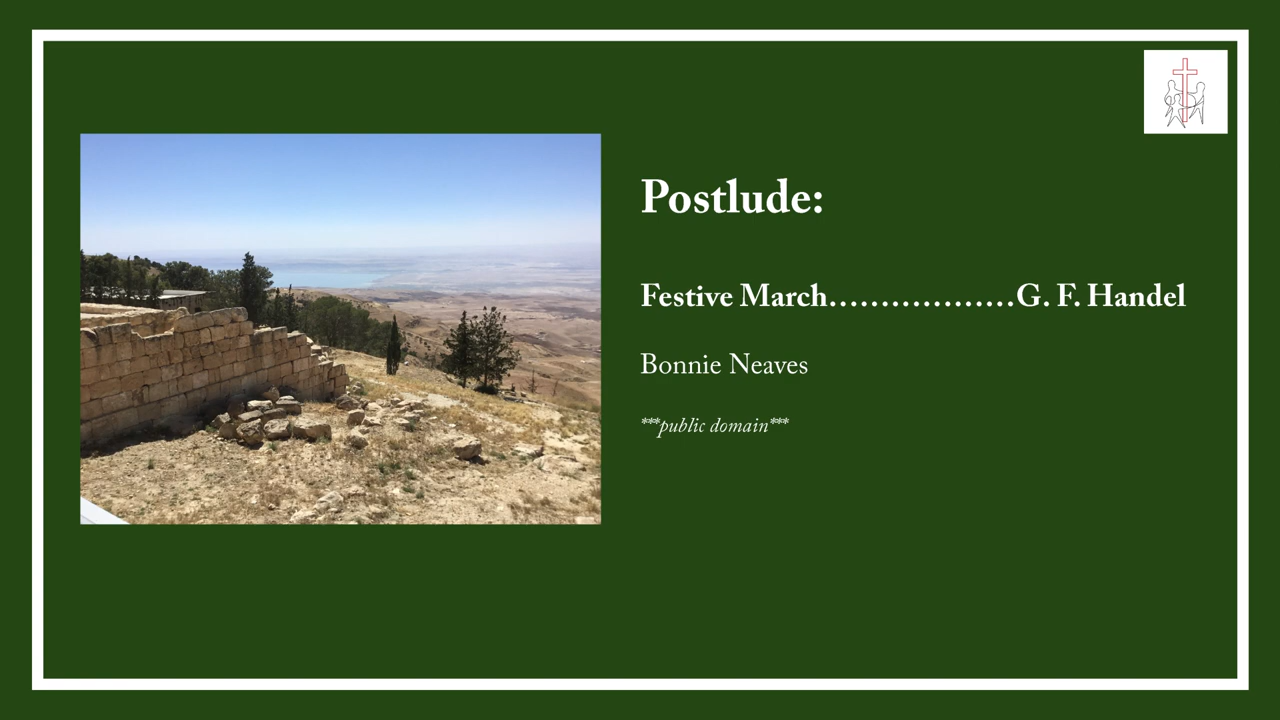 Postlude:
Festive March..................G. F. Handel
Bonnie Neaves
***public domain***